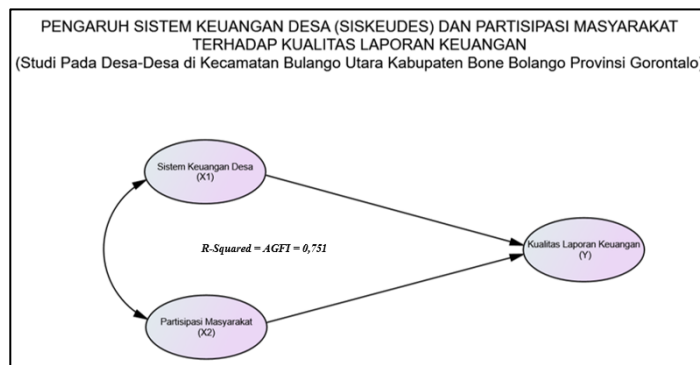 PENGARUH SISTEM KEUANGAN DESA (SISKEUDES) DAN PARTISIPASI MASYARAKAT
TERHADAP KUALITAS LAPORAN KEUANGAN
(Studi Pada Desa-Desa di Kecamatan Bulango Utara Kabupaten Bone Bolango Provinsi Gorontalo)
Sistem Keuangan Desa
(X1)
R-Squared = AGFI = 0,751
Kualitas Laporan Keuangan
(Y)
Partisipasi Masyarakat
(X2)